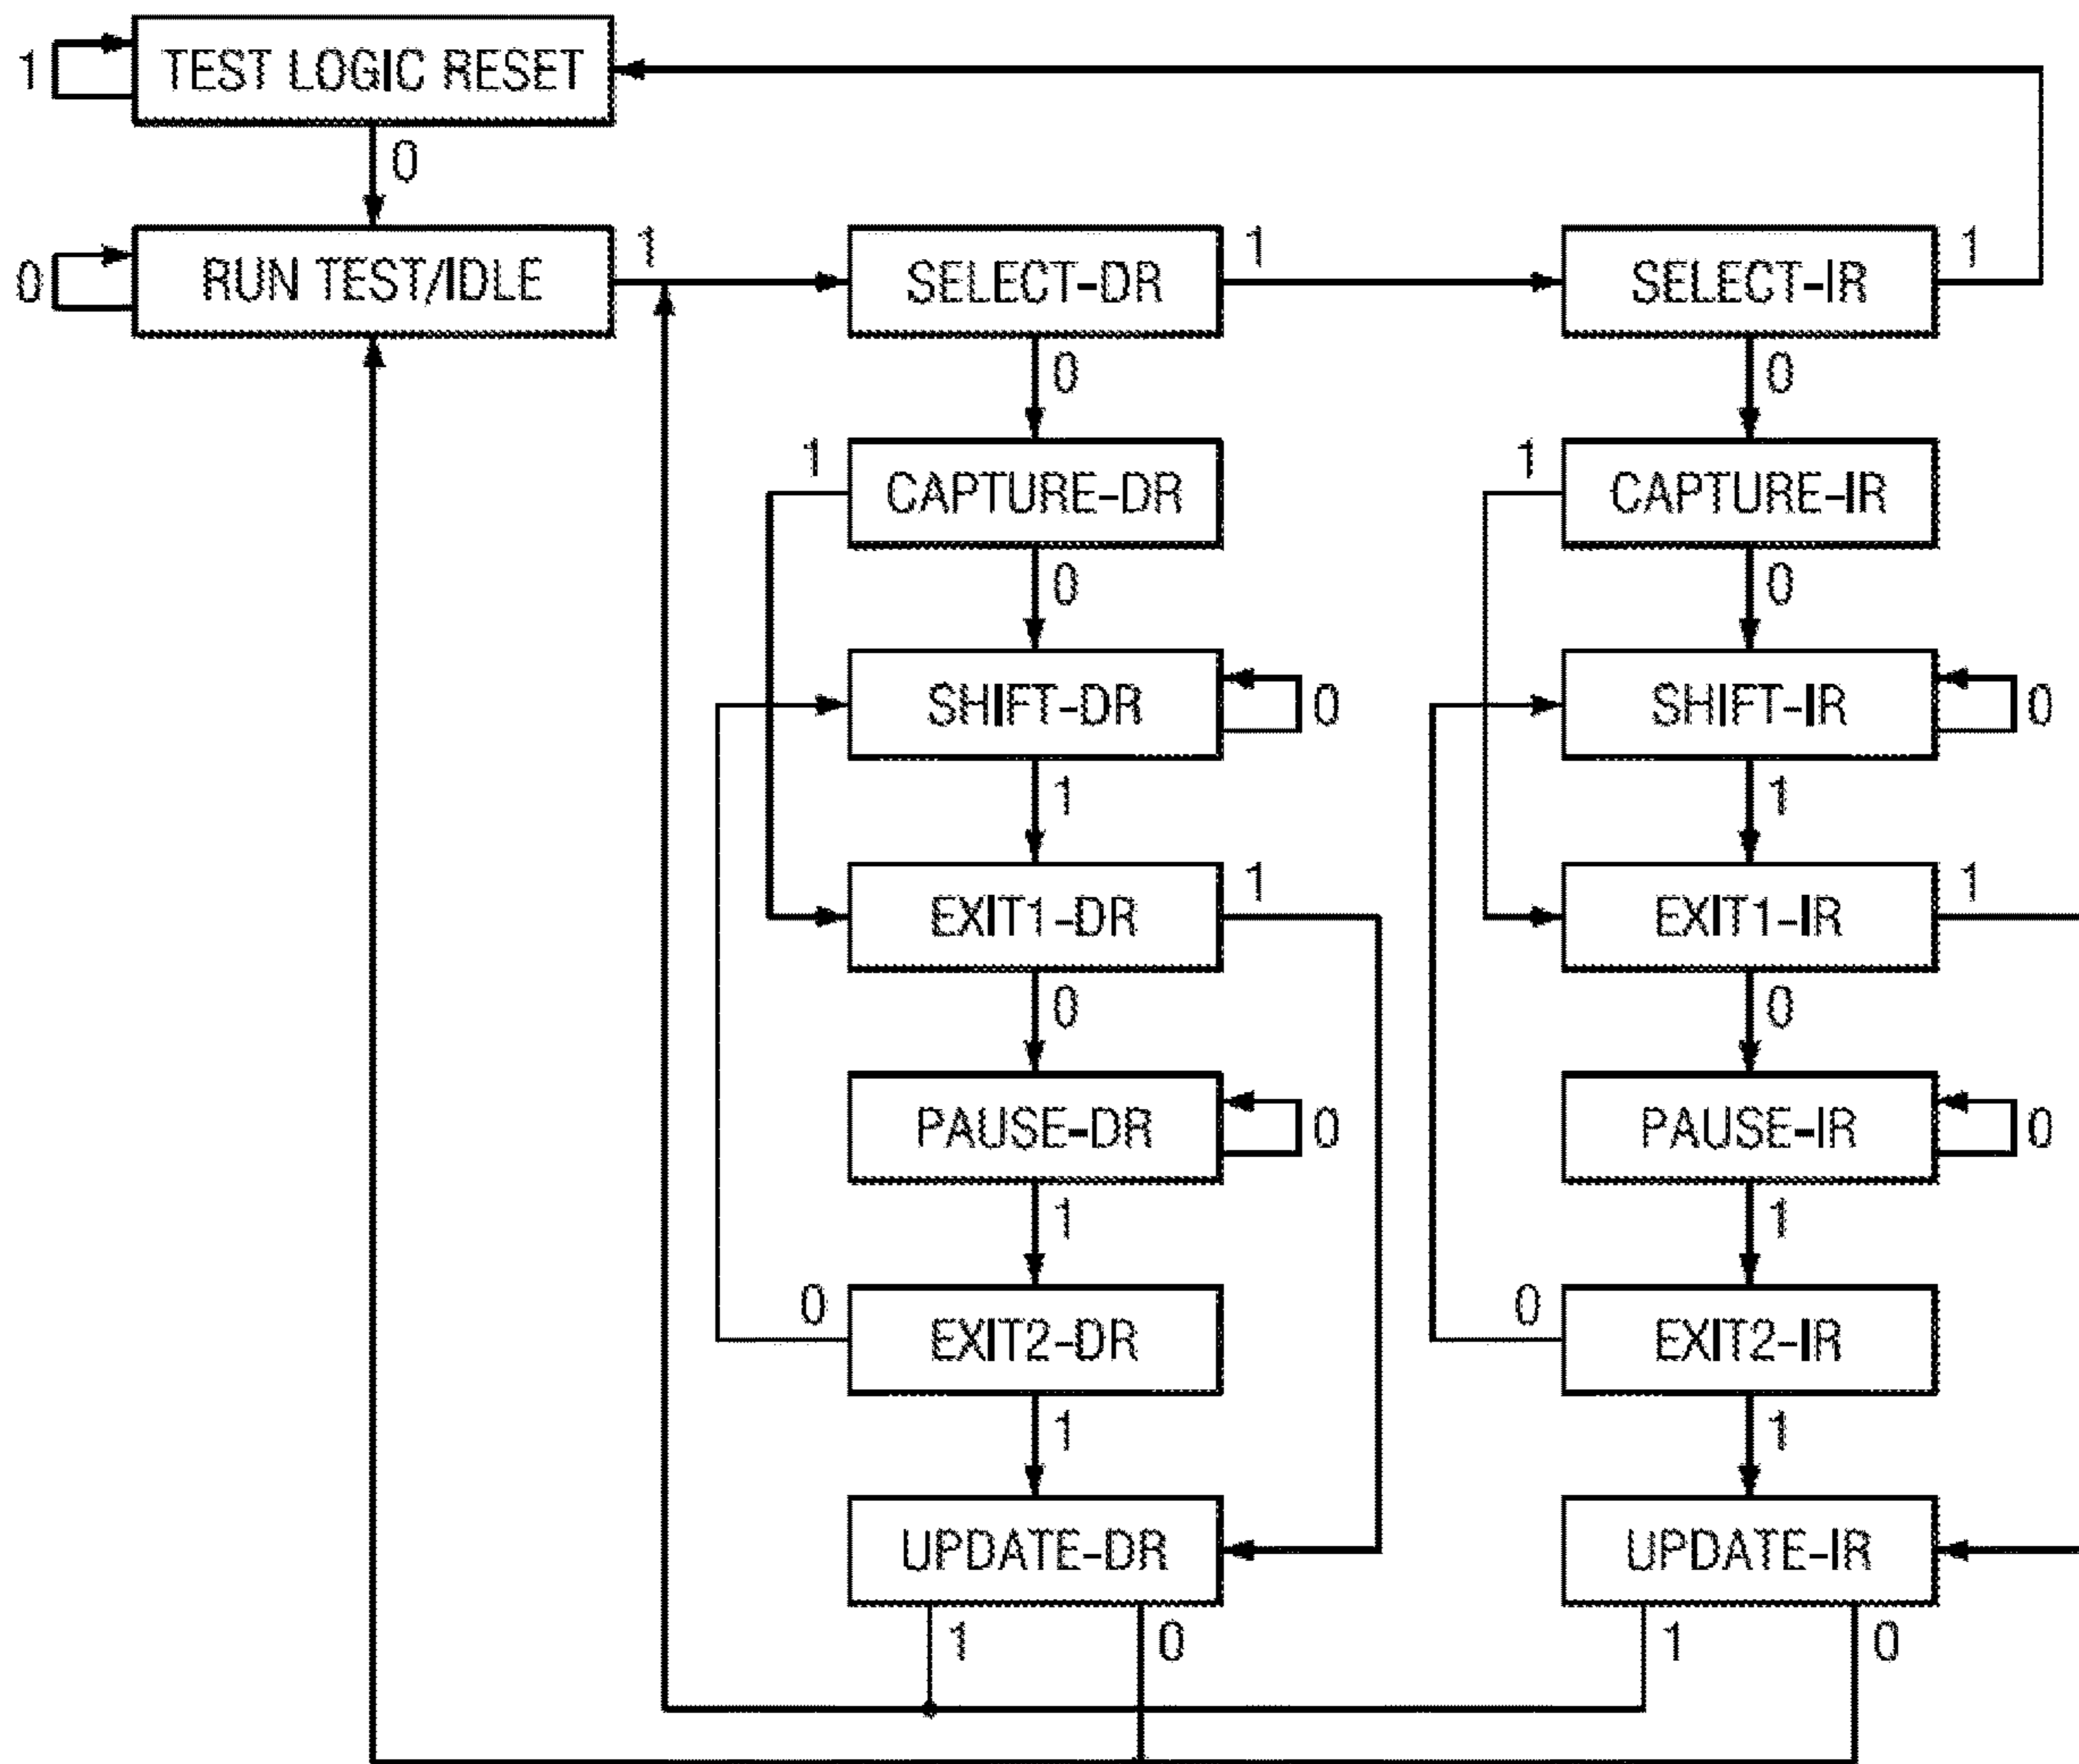 1
TEST LOGIC RESET
0
0
RUN TEST/IDLE
1
SELECT-DR
1
SELECT-IR
1
0
0
1
CAPTURE-DR
1
CAPTURE-IR
0
0
SHIFT-DR
0
SHIFT-IR
0
1
1
EXIT1-DR
1
EXIT1-IR
1
0
0
PAUSE-DR
0
PAUSE-IR
0
1
1
0
EXIT2-DR
0
EXIT2-IR
1
1
UPDATE-DR
UPDATE-IR
1
0
1
0